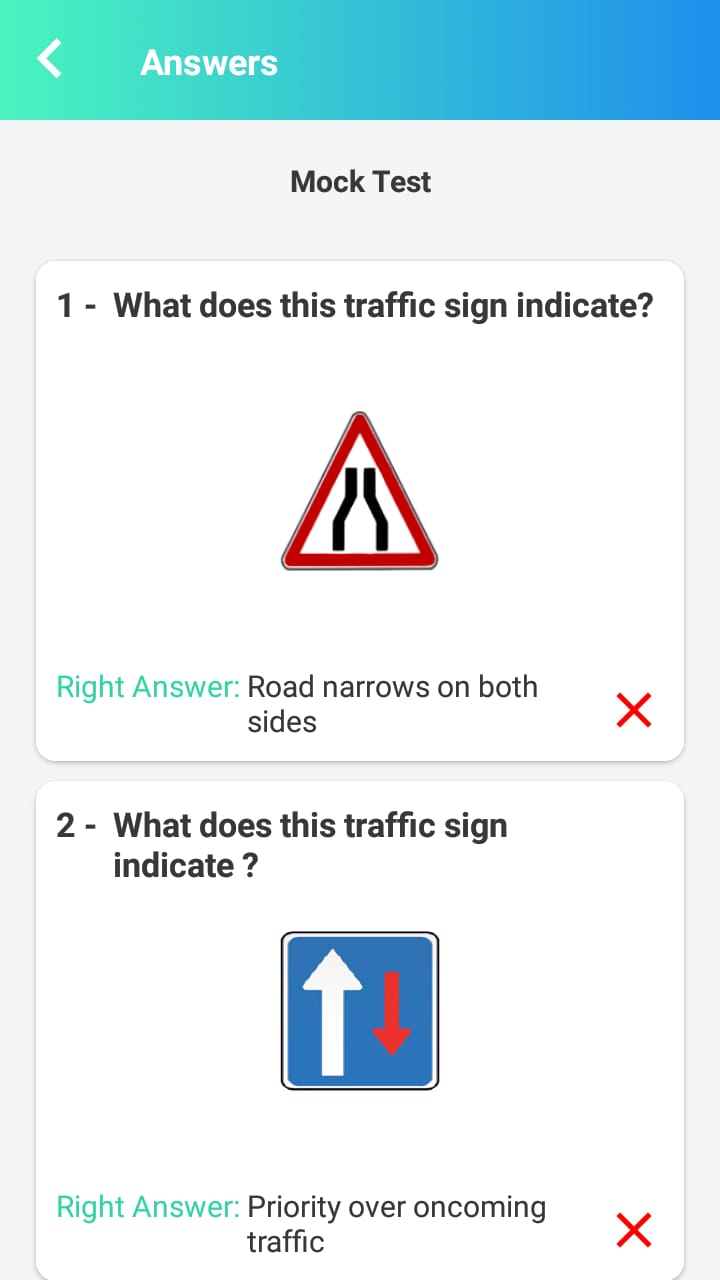 Answers
Mock Test
1 - What does this traffic sign indicate?
Right Answer: Road narrows on both
sides
2 - What does this traffic sign
indicate ?
Right Answer: Priority over oncoming
traffic